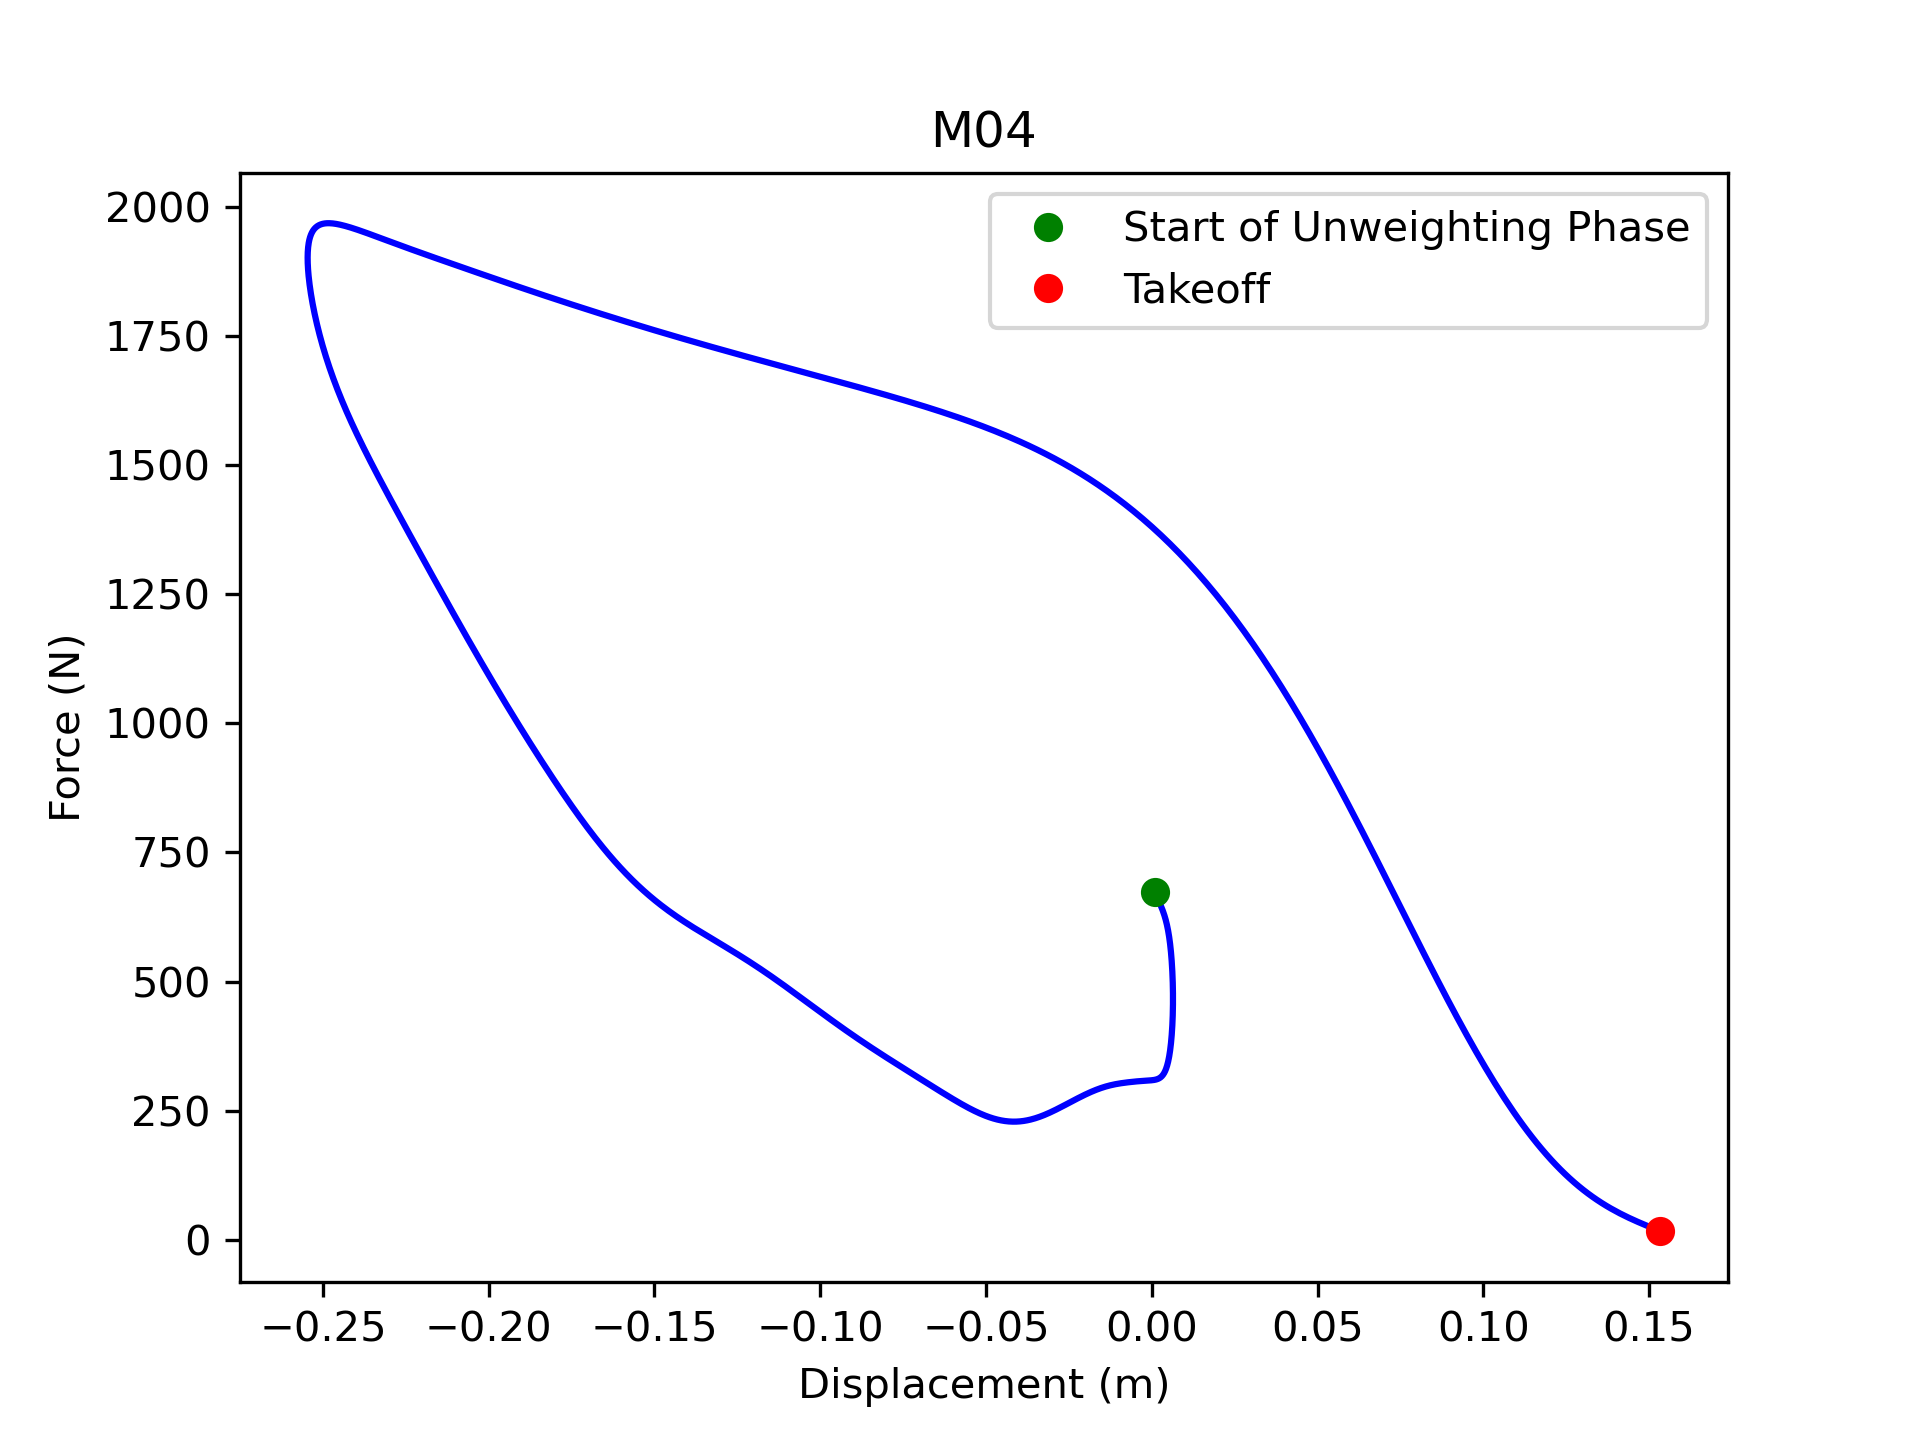 M04
Start of Unweighting Phase
Takeoff
2000
1750
1500
1250
1000
750
500
250
0
Force (N)
−0.25 −0.20 −0.15 −0.10 −0.05 0.00 0.05 0.10 0.15
Displacement (m)